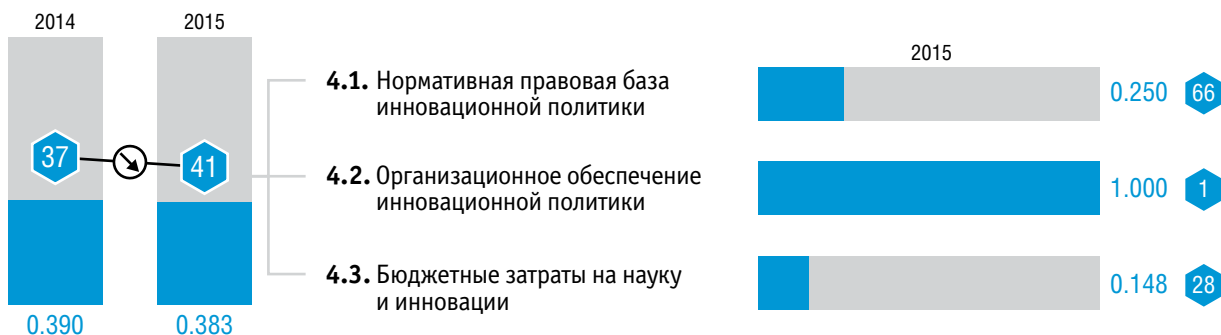 2014
2015
37
41
0.390
0.383
4.1. Нормативная правовая база
инновационной политики
4.2. Организационное обеспечение
инновационной политики
4.3. Бюджетные затраты на науку
и инновации
2015
0.250 66
1.000 1
0.148 28